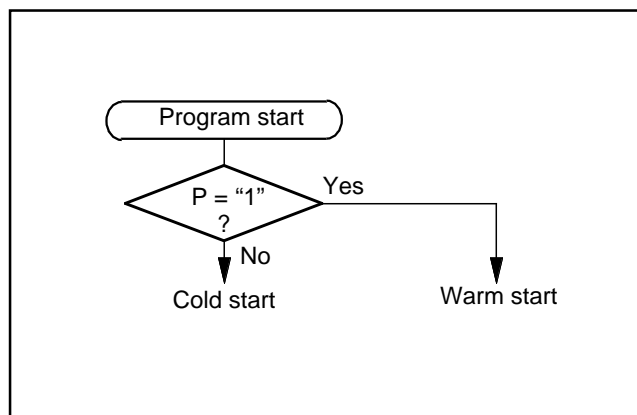 Program start
P = “1”
?
Yes
No
Cold start
Warm start